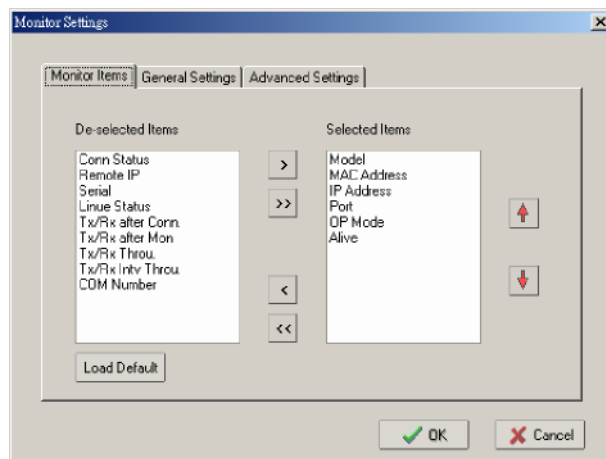 Monitor Settings
Monitor Items General Settings Advanced Settings
De-selected Items
Conn Status
Remote IP
Serial
Linue Status
Tx/Rx after Conn.
Tx/Rx after Mon
Tx/Rx Throu.
Tx/Rx Intv Throu.
COM Number
>
>>
<
<<
Selected Items
Model
MAC Address
IP Address
Port
OP Mode
Alive
Load Default
OK Cancel